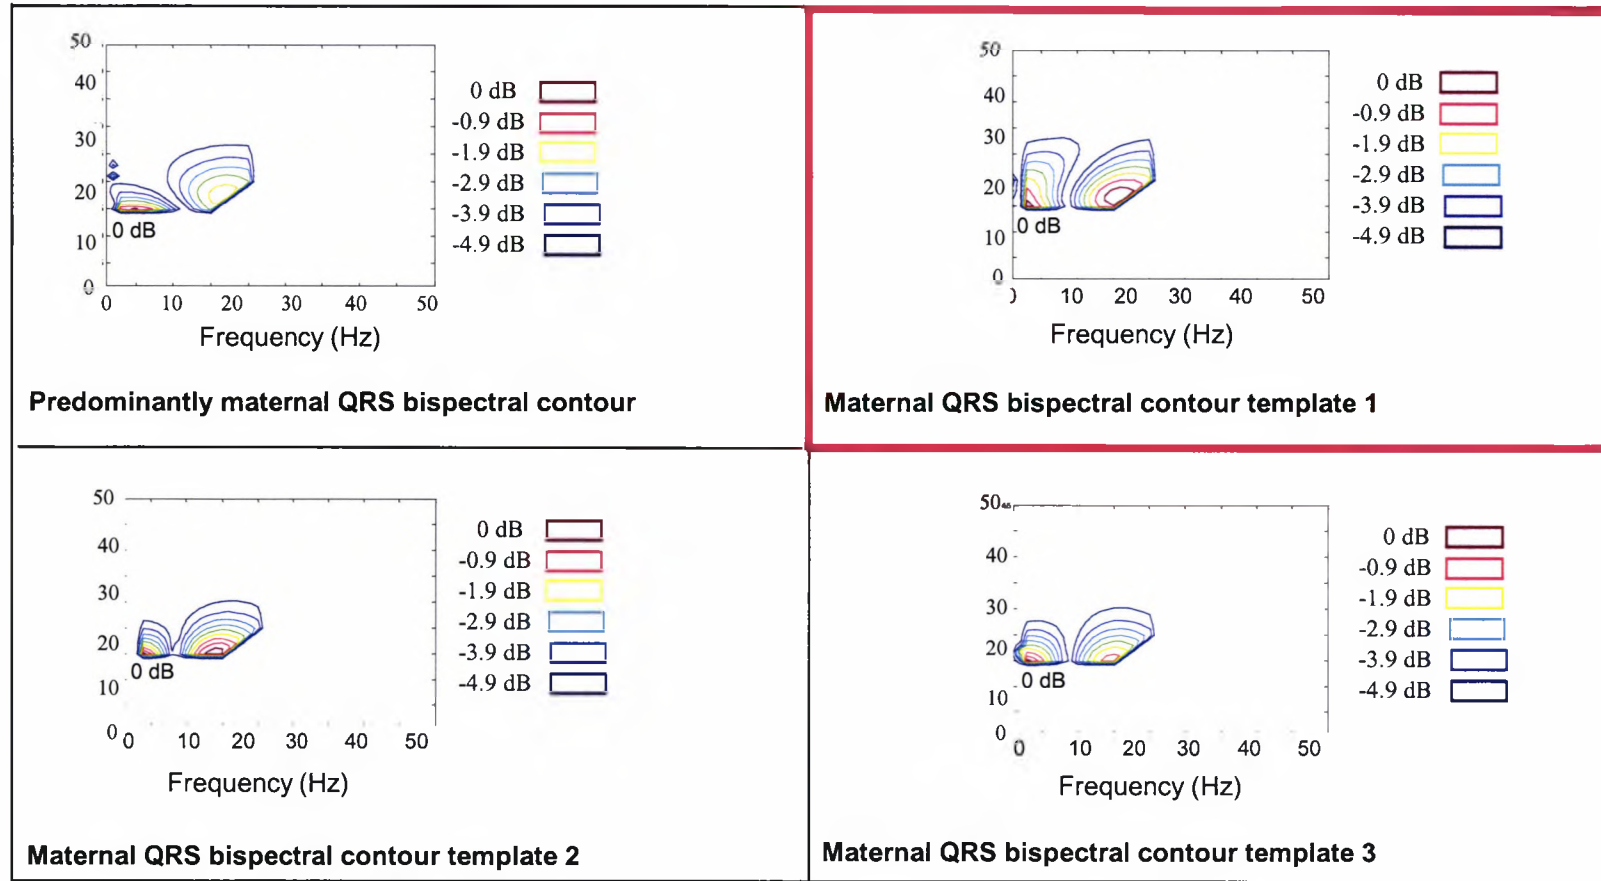 50
40
30
20
10
0
0 dB
0 10 20 30 40 50
Frequency (Hz)
0 dB
-0.9 dB
-1.9 dB
-2.9 dB
-3.9 dB
-4.9 dB
Predominantly maternal QRS bispectral contour
50
40
30
20
10
0
0 dB
10 20 30 40 50
Frequency (Hz)
0 dB
-0.9 dB
-1.9 dB
-2.9 dB
-3.9 dB
-4.9 dB
Maternal QRS bispectral contour template 1
50
40
30
20
10
0
0 dB
0 10 20 30 40 50
Frequency (Hz)
0 dB
-0.9 dB
-1.9 dB
-2.9 dB
-3.9 dB
-4.9 dB
Maternal QRS bispectral contour template 2
50
40
30
20
10
0
0 dB
0 10 20 30 40 50
Frequency (Hz)
0 dB
-0.9 dB
-1.9 dB
-2.9 dB
-3.9 dB
-4.9 dB
Maternal QRS bispectral contour template 3